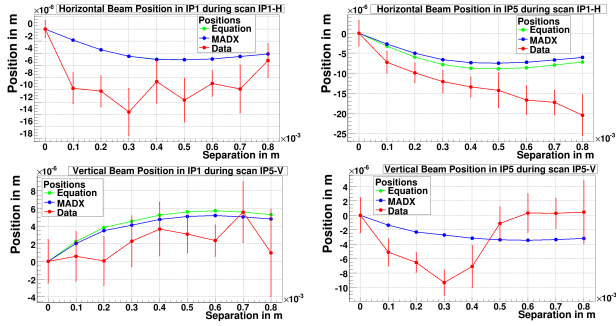 Horizontal Beam Position in IP1 during scan IP1-H
×10⁻⁶
Position in m
0
-2
-4
-6
-8
-10
-12
-14
-16
-18
Positions
Equation
MADX
Data
0 0.1 0.2 0.3 0.4 0.5 0.6 0.7 0.8
×10⁻³
Separation in m
Horizontal Beam Position in IP5 during scan IP1-H
×10⁻⁶
Position in m
5
0
-5
-10
-15
-20
-25
Positions
Equation
MADX
Data
0 0.1 0.2 0.3 0.4 0.5 0.6 0.7 0.8
×10⁻³
Separation in m
Vertical Beam Position in IP1 during scan IP5-V
×10⁻⁶
Position in m
8
6
4
2
0
-2
-4
Positions
Equation
MADX
Data
0 0.1 0.2 0.3 0.4 0.5 0.6 0.7 0.8
×10⁻³
Separation in m
Vertical Beam Position in IP5 during scan IP5-V
×10⁻⁶
Position in m
4
2
0
-2
-4
-6
-8
-10
Positions
Equation
MADX
Data
0 0.1 0.2 0.3 0.4 0.5 0.6 0.7 0.8
×10⁻³
Separation in m